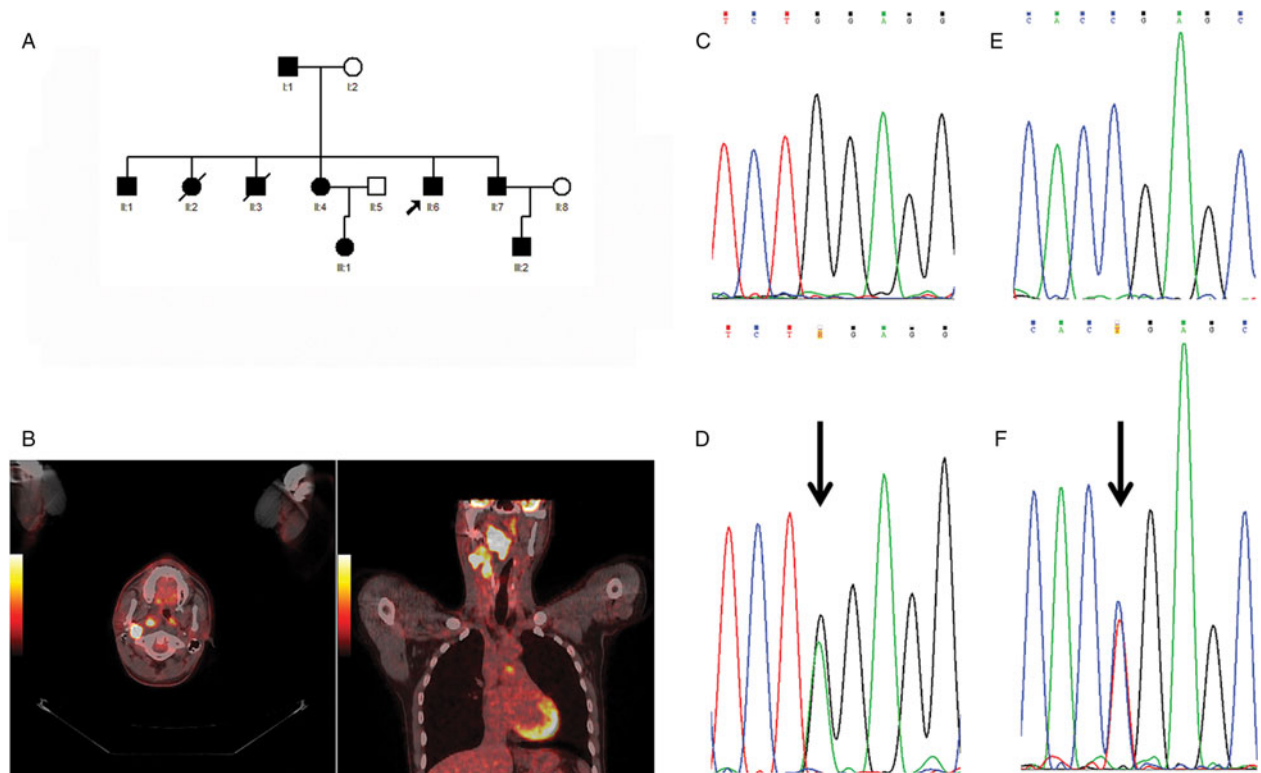 A
I:1
I:2
II:1
II:2
II:3
II:4
II:5
II:6
II:7
II:8
III:1
III:2
B
C
T C T G G A G G
D
T C T G A G G
E
C A C C G A G C
F
C A C G A G C